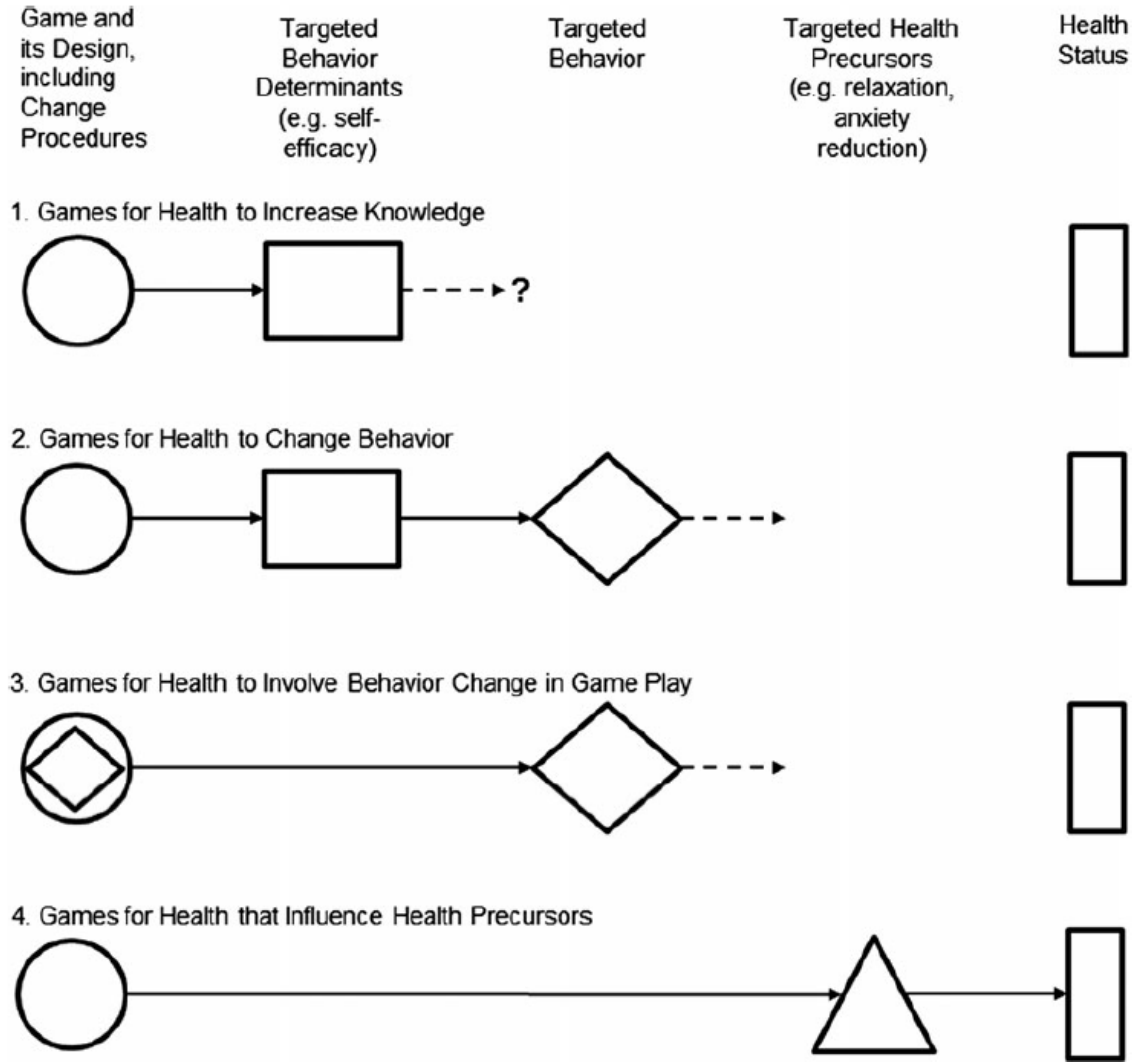 Game and
its Design,
including
Change
Procedures
Targeted
Behavior
Determinants
(e.g. self-
efficacy)
Targeted
Behavior
Targeted Health
Precursors
(e.g. relaxation,
anxiety
reduction)
Health
Status
1. Games for Health to Increase Knowledge
?
2. Games for Health to Change Behavior
3. Games for Health to Involve Behavior Change in Game Play
4. Games for Health that Influence Health Precursors